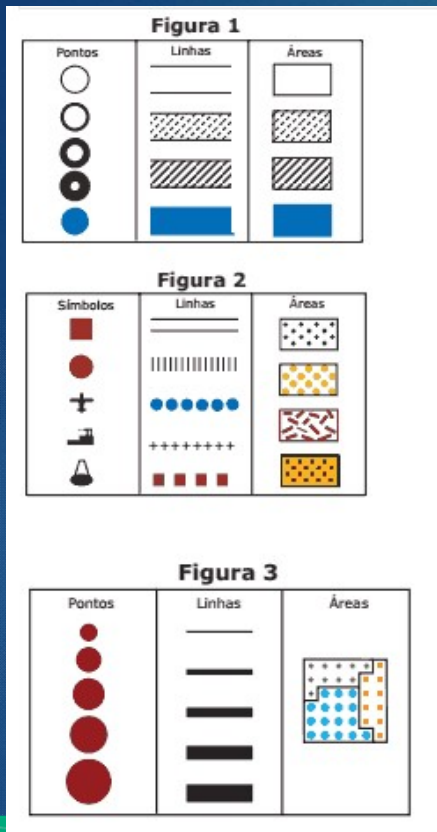 Figura 1
Pontos Linhas Áreas
Figura 2
Símbolos Linhas Áreas
Figura 3
Pontos Linhas Áreas